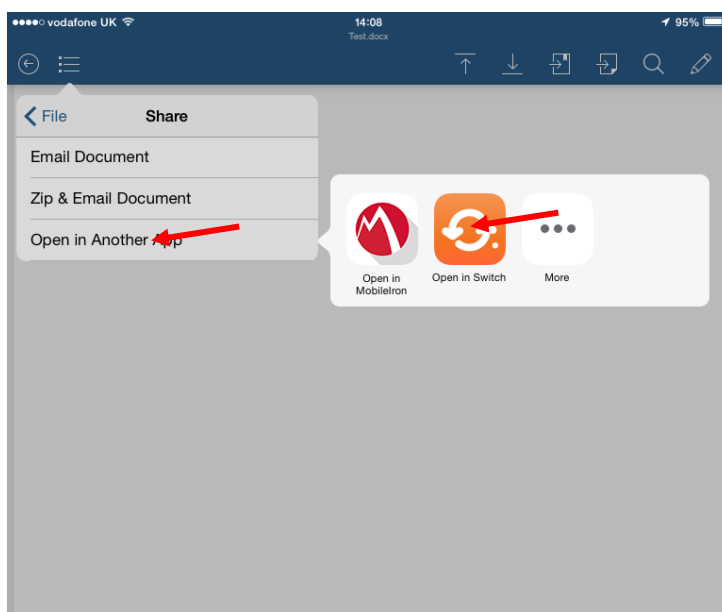 vodafone UK
14:08
95%
Test.docx
File
Share
Email Document
Zip & Email Document
Open in Another App
Open in
MobileIron
Open in Switch
More